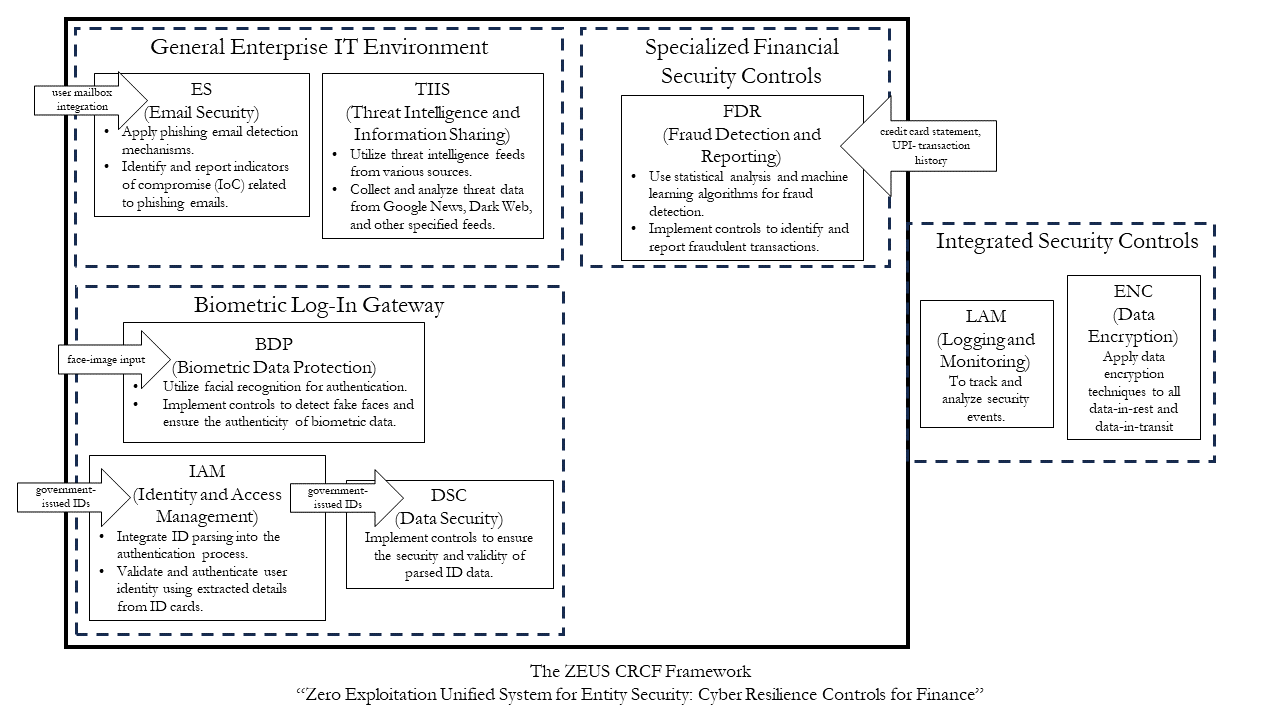 General Enterprise IT Environment
user mailbox
integration
ES
(Email Security)
• Apply phishing email detection
mechanisms.
• Identify and report indicators
of compromise (IoC) related
to phishing emails.
TIIS
(Threat Intelligence and
Information Sharing)
• Utilize threat intelligence feeds
from various sources.
• Collect and analyze threat data
from Google News, Dark Web,
and other specified feeds.
Specialized Financial
Security Controls
FDR
(Fraud Detection and
Reporting)
• Use statistical analysis and machine
learning algorithms for fraud
detection.
• Implement controls to identify and
report fraudulent transactions.
credit card statement,
UPI- transaction
history
Integrated Security Controls
LAM
(Logging and
Monitoring)
To track and
analyze security
events.
ENC
(Data
Encryption)
Apply data
encryption
techniques to all
data-in-rest and
data-in-transit
Biometric Log-In Gateway
face-image input
BDP
(Biometric Data Protection)
• Utilize facial recognition for authentication.
• Implement controls to detect fake faces and
ensure the authenticity of biometric data.
government-
issued IDs
IAM
(Identity and Access
Management)
• Integrate ID parsing into the
authentication process.
• Validate and authenticate user
identity using extracted details
from ID cards.
government-
issued IDs
DSC
(Data Security)
Implement controls to ensure
the security and validity of
parsed ID data.
The ZEUS CRCF Framework
“Zero Exploitation Unified System for Entity Security: Cyber Resilience Controls for Finance”